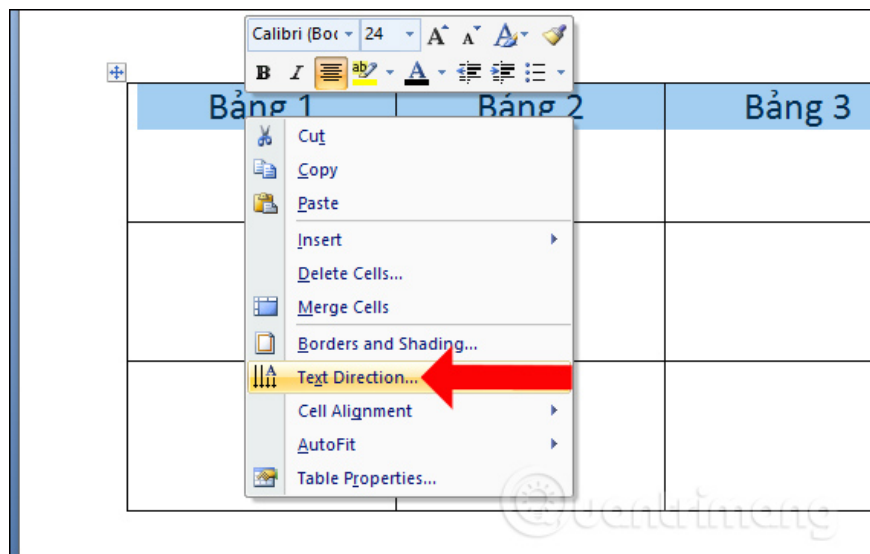 Calibri (Boc 24
Bảng 1 Bảng 2 Bảng 3
Cut
Copy
Paste
Insert
Delete Cells...
Merge Cells
Borders and Shading...
Text Direction...
Cell Alignment
AutoFit
Table Properties...
Quantrimang